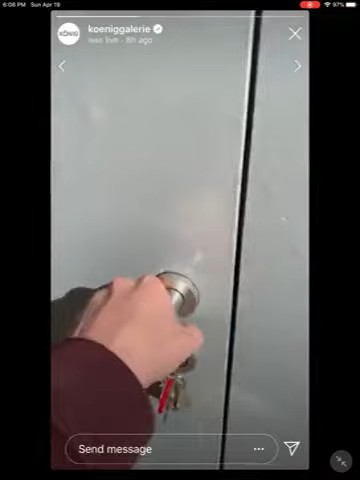 6:08 PM Sun Apr 19
97%
KÖNIG
koeniggalerie
was live · 8h ago
Send message